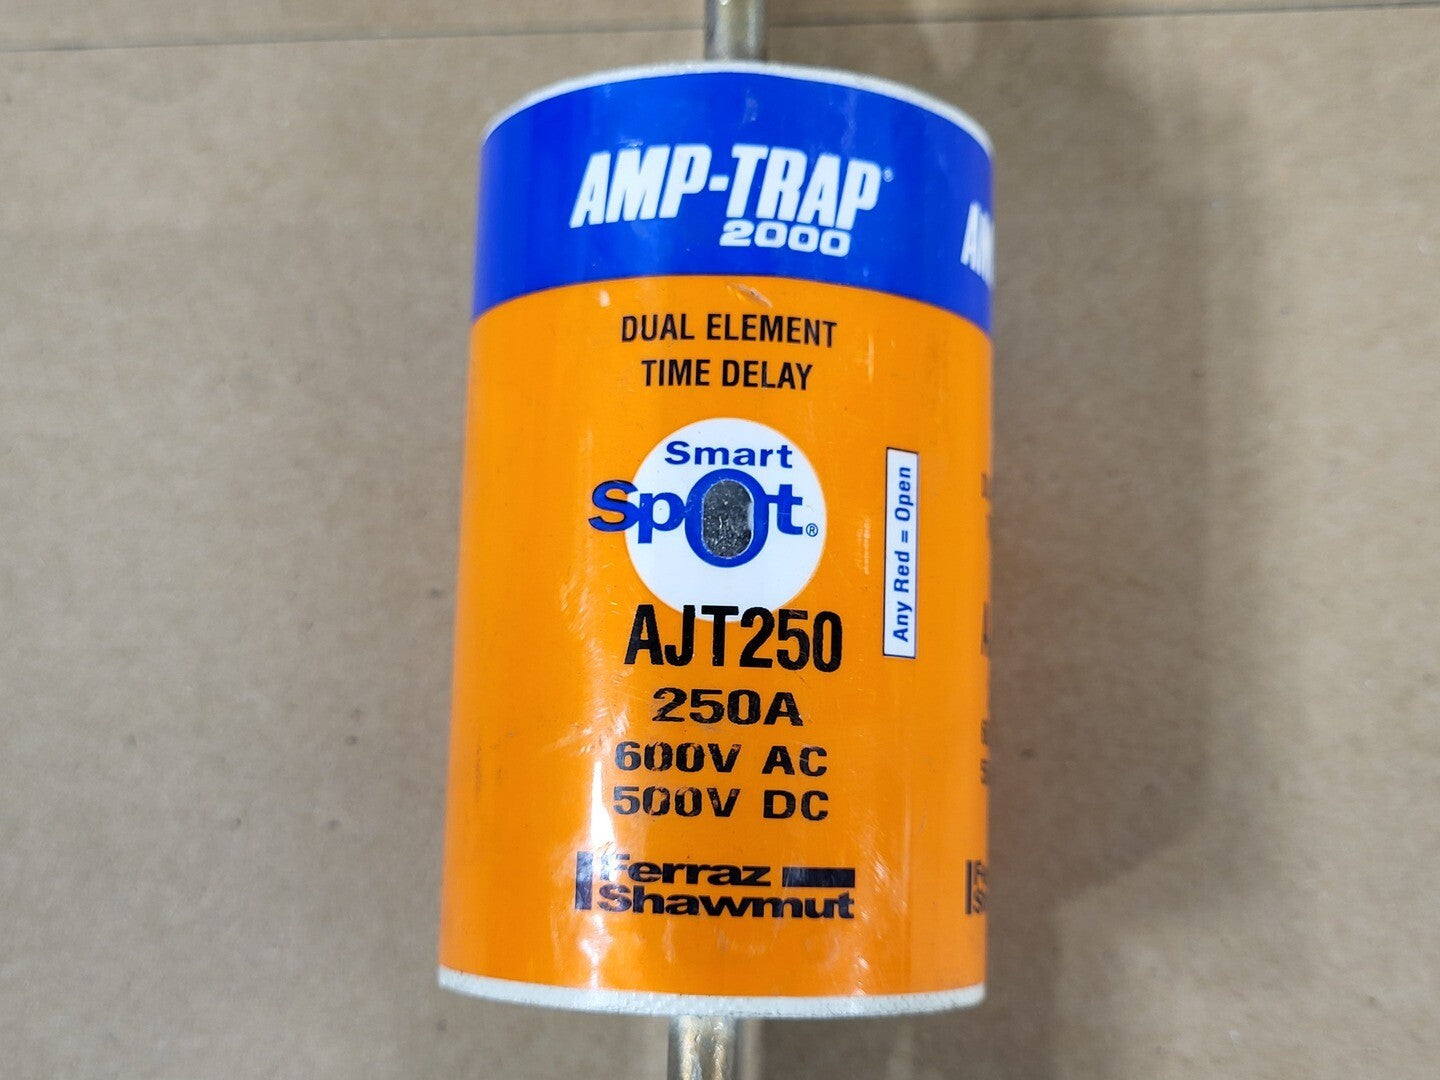 AMP-TRAP®
2000
DUAL ELEMENT
TIME DELAY
Smart
Spot®
Any Red = Open
AJT250
250A
600V AC
500V DC
Ferraz
Shawmut